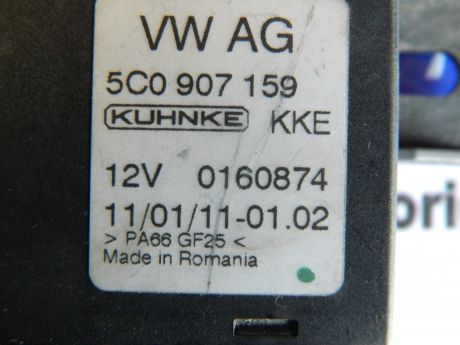 VW AG
5C0 907 159
KUHNKE KKE
12V 0160874
11/01/11-01.02
> PA66 GF25 <
Made in Romania